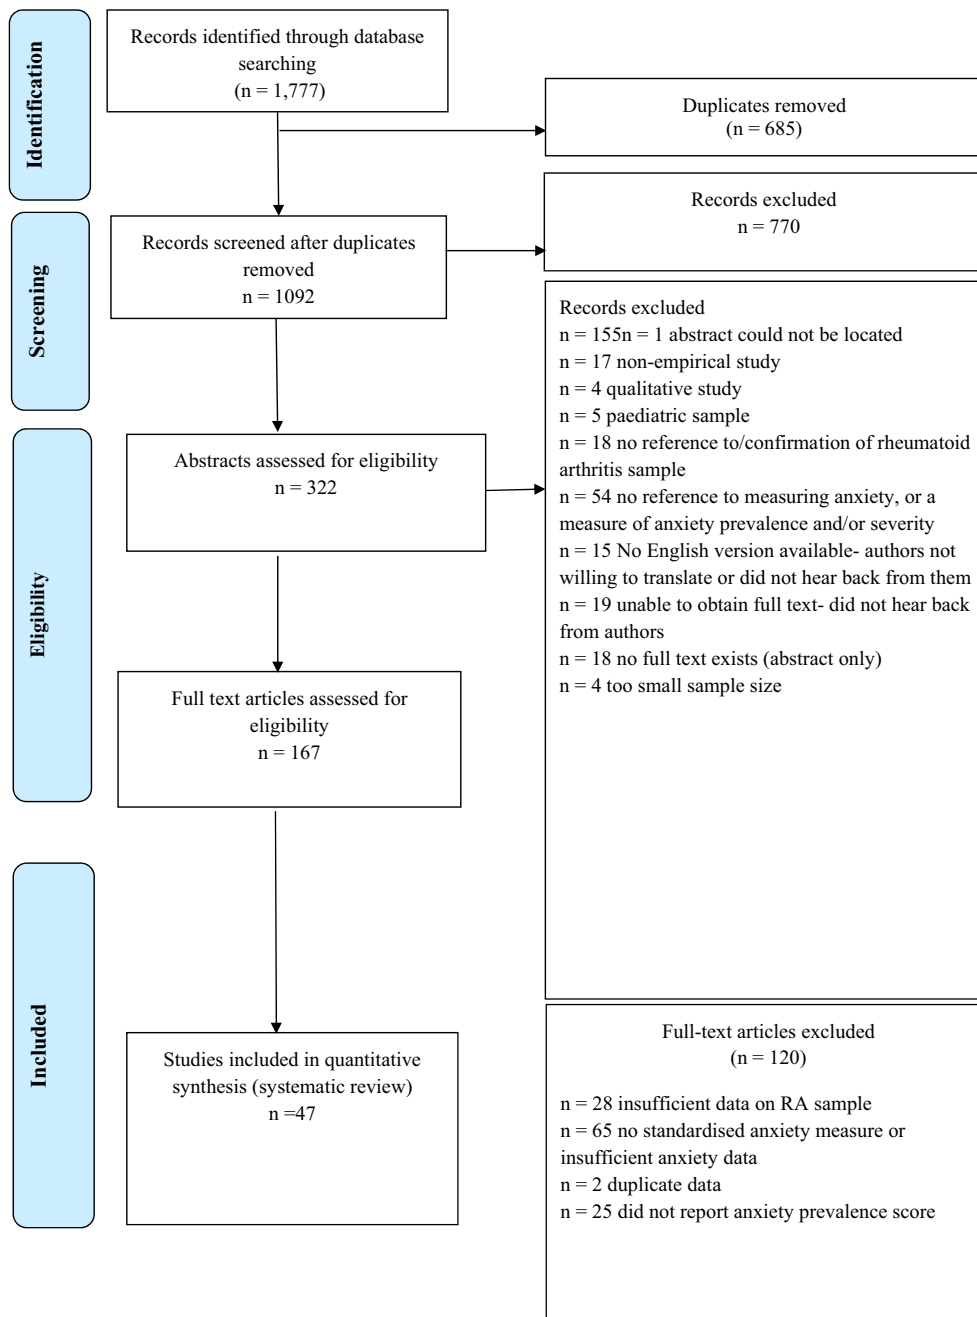 Identification
Records identified through database
searching
(n = 1,777)
Duplicates removed
(n = 685)
Screening
Records screened after duplicates
removed
n = 1092
Records excluded
n = 770
Eligibility
Abstracts assessed for eligibility
n = 322
Records excluded
n = 155n = 1 abstract could not be located
n = 17 non-empirical study
n = 4 qualitative study
n = 5 paediatric sample
n = 18 no reference to/confirmation of rheumatoid
arthritis sample
n = 54 no reference to measuring anxiety, or a
measure of anxiety prevalence and/or severity
n = 15 No English version available- authors not
willing to translate or did not hear back from them
n = 19 unable to obtain full text- did not hear back
from authors
n = 18 no full text exists (abstract only)
n = 4 too small sample size
Full text articles assessed for
eligibility
n = 167
Included
Studies included in quantitative
synthesis (systematic review)
n =47
Full-text articles excluded
(n = 120)
n = 28 insufficient data on RA sample
n = 65 no standardised anxiety measure or
insufficient anxiety data
n = 2 duplicate data
n = 25 did not report anxiety prevalence score